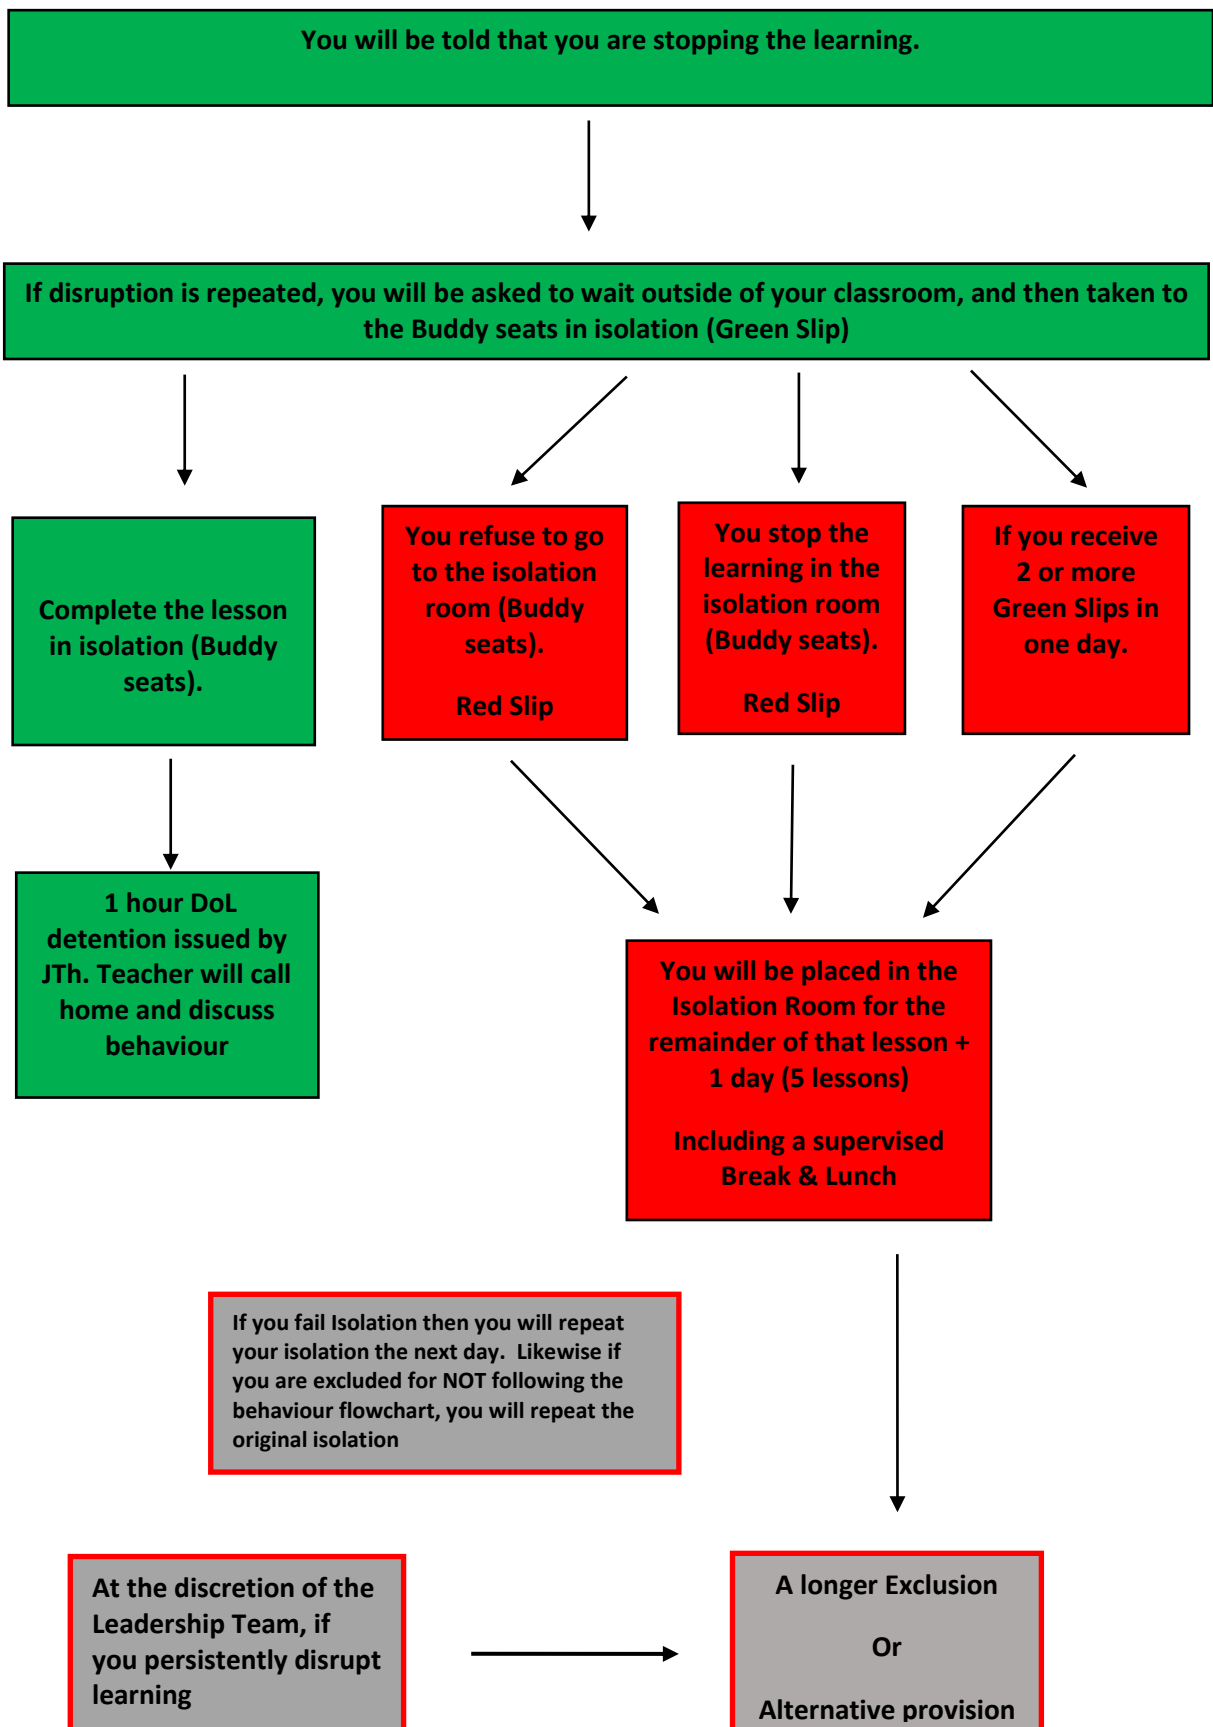 You will be told that you are stopping the learning.
If disruption is repeated, you will be asked to wait outside of your classroom, and then taken to
the Buddy seats in isolation (Green Slip)
Complete the lesson
in isolation (Buddy
seats).
You refuse to go
to the isolation
room (Buddy
seats).
Red Slip
You stop the
learning in the
isolation room
(Buddy seats).
Red Slip
If you receive
2 or more
Green Slips in
one day.
1 hour DoL
detention issued by
JTh. Teacher will call
home and discuss
behaviour
You will be placed in the
Isolation Room for the
remainder of that lesson +
1 day (5 lessons)
Including a supervised
Break & Lunch
If you fail Isolation then you will repeat
your isolation the next day.  Likewise if
you are excluded for NOT following the
behaviour flowchart, you will repeat the
original isolation
At the discretion of the
Leadership Team, if
you persistently disrupt
learning
A longer Exclusion
Or
Alternative provision